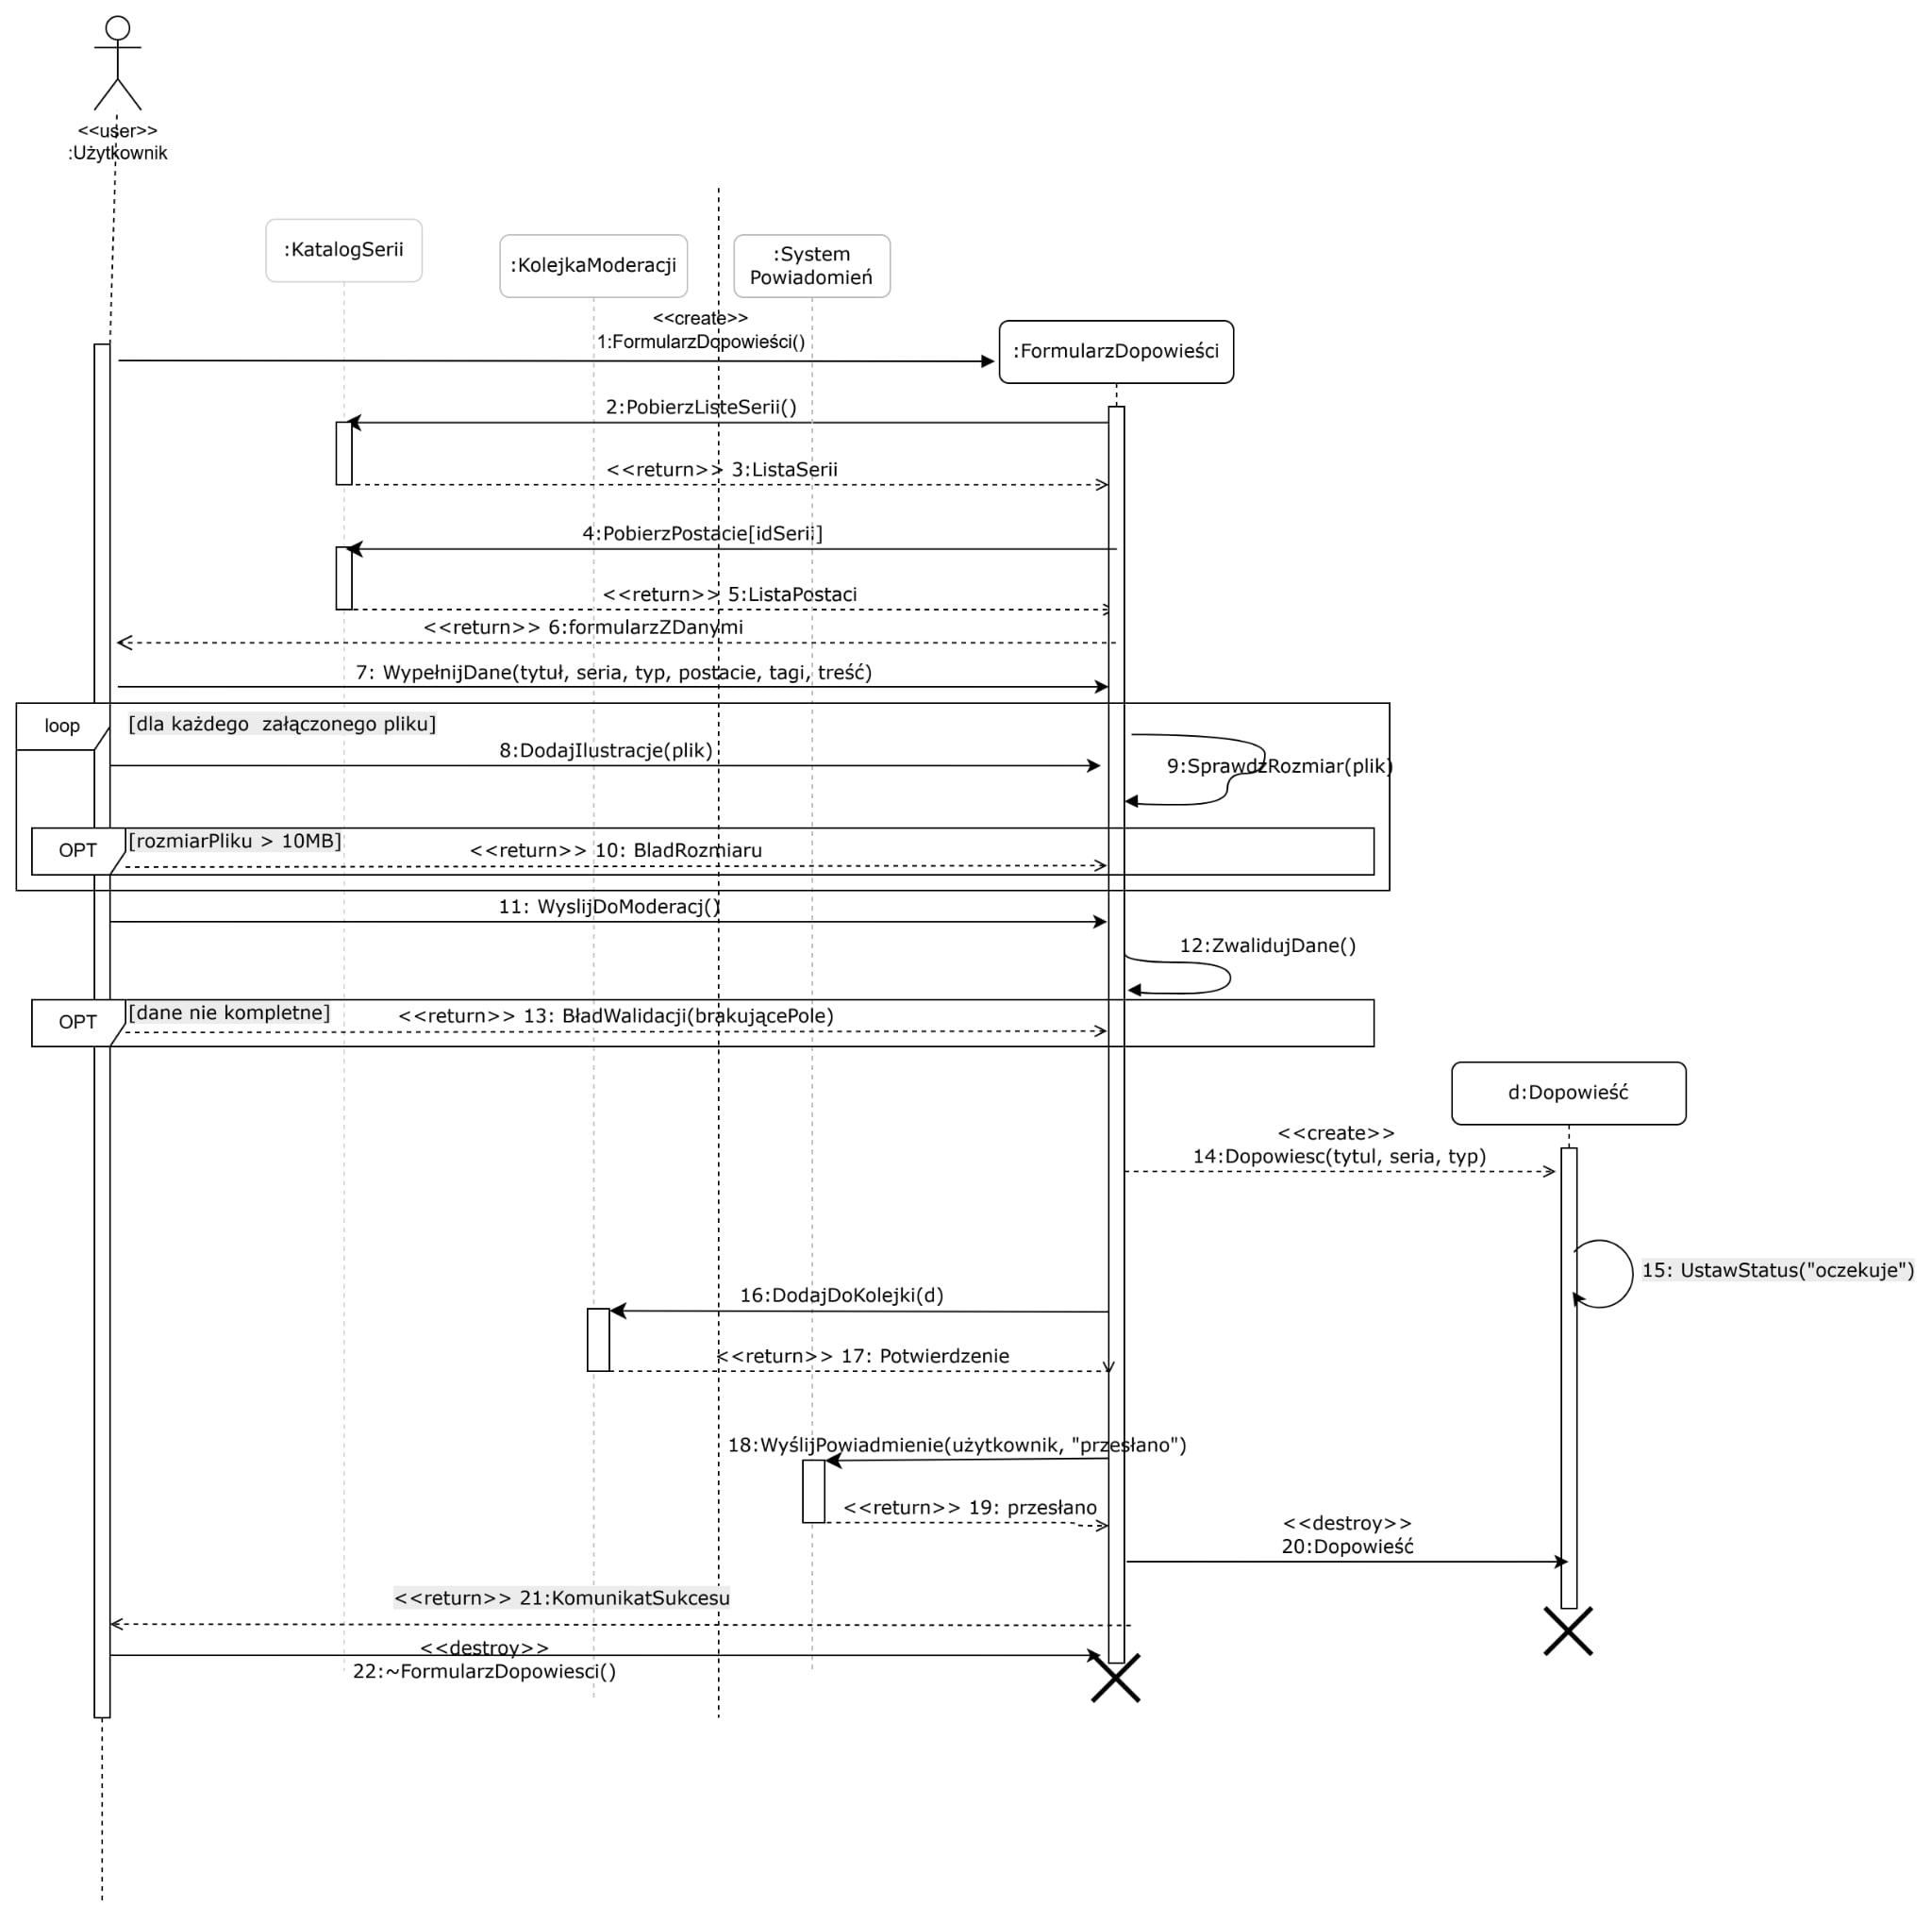 <<user>>
:Użytkownik
:KatalogSerii
:KolejkaModeracji
:System
Powiadomień
<<create>>
1:FormularzDopowieści()
:FormularzDopowieści
2:PobierzListeSerii()
<<return>> 3:ListaSerii
4:PobierzPostacie[idSerii]
<<return>> 5:ListaPostaci
<<return>> 6:formularzZDanymi
7: WypełnijDane(tytuł, seria, typ, postacie, tagi, treść)
loop
[dla każdego  załączonego pliku]
8:DodajIlustracje(plik)
9:SprawdzRozmiar(plik)
OPT
[rozmiarPliku > 10MB]
<<return>> 10: BladRozmiaru
11: WyslijDoModeracj()
12:ZwalidujDane()
OPT
[dane nie kompletne]
<<return>> 13: BładWalidacji(brakującePole)
d:Dopowieść
<<create>>
14:Dopowiesc(tytul, seria, typ)
15: UstawStatus("oczekuje")
16:DodajDoKolejki(d)
<<return>> 17: Potwierdzenie
18:WyślijPowiadmienie(użytkownik, "przesłano")
<<return>> 19: przesłano
<<destroy>>
20:Dopowieść
<<return>> 21:KomunikatSukcesu
<<destroy>>
22:~FormularzDopowiesci()